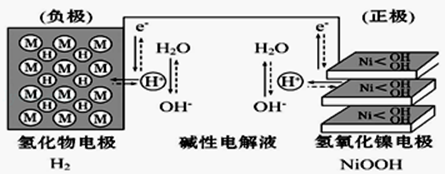 (负极) (正极)
e⁻ e⁻
M M M M
H H
M M M
H H
M M M
H H
M M M
H₂O H₂O
H⁺ H⁺
OH⁻ OH⁻
Ni< OH OH
Ni< OH OH
Ni< OH OH
氢化物电极 碱性电解液 氢氧化镍电极
H₂ NiOOH